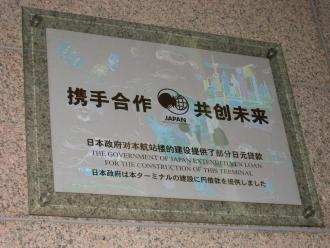 携手合作 共创未来
JAPAN
日本政府对本航站楼的建设提供了部分日元贷款
THE GOVERNMENT OF JAPAN EXTENDED YEN LOAN
FOR THE CONSTRUCTION OF THIS TERMINAL
日本政府は本ターミナルの建設に円借款を提供しました